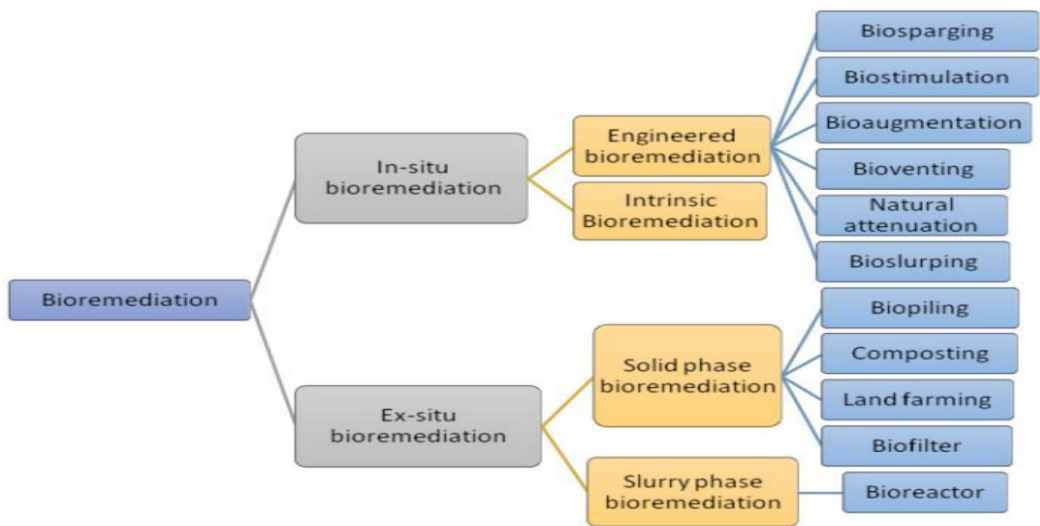 Bioremediation
In-situ
bioremediation
Engineered
bioremediation
Biosparging
Biostimulation
Bioaugmentation
Bioventing
Natural
attenuation
Bioslurping
Intrinsic
Bioremediation
Ex-situ
bioremediation
Solid phase
bioremediation
Biopiling
Composting
Land farming
Biofilter
Slurry phase
bioremediation
Bioreactor